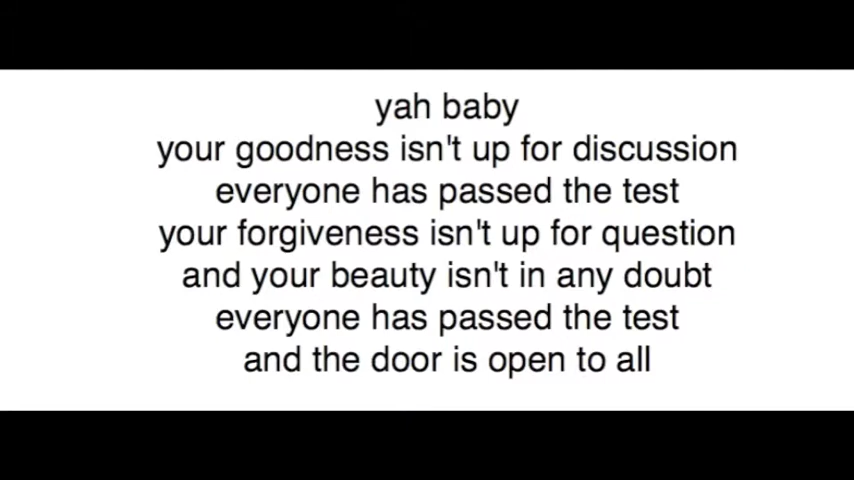 yah baby
your goodness isn't up for discussion
everyone has passed the test
your forgiveness isn't up for question
and your beauty isn't in any doubt
everyone has passed the test
and the door is open to all